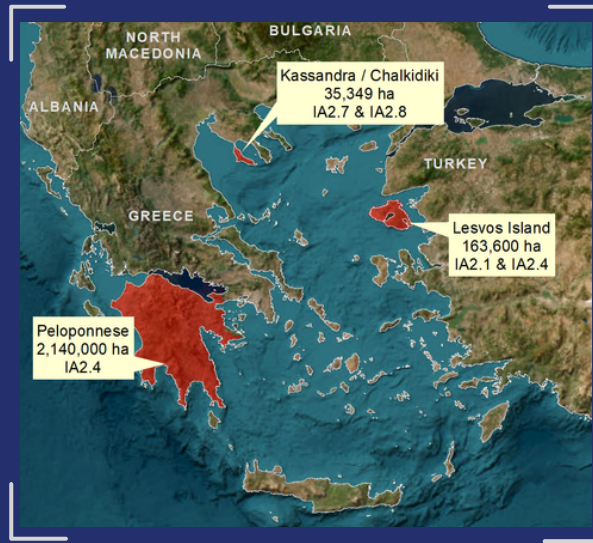 BULGARIA
NORTH
MACEDONIA
Kassandra / Chalkidiki
35,349 ha
IA2.7 & IA2.8
ALBANIA
TURKEY
GREECE
Lesvos Island
163,600 ha
IA2.1 & IA2.4
Peloponnese
2,140,000 ha
IA2.4